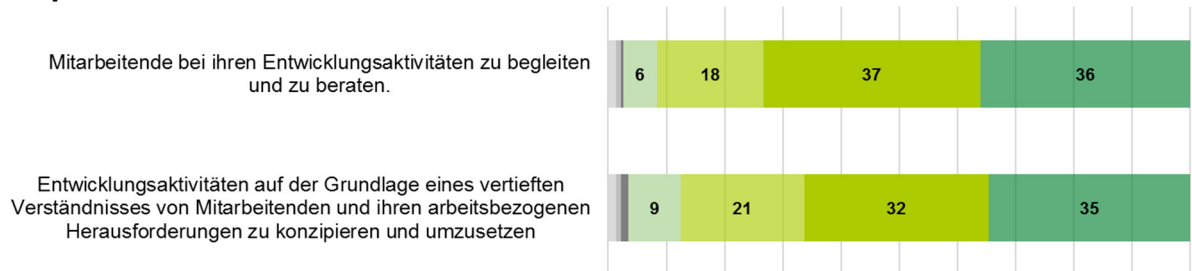 Mitarbeitende bei ihren Entwicklungsaktivitäten zu begleiten
und zu beraten.
6 18 37 36
Entwicklungsaktivitäten auf der Grundlage eines vertieften
Verständnisses von Mitarbeitenden und ihren arbeitsbezogenen
Herausforderungen zu konzipieren und umzusetzen
9 21 32 35